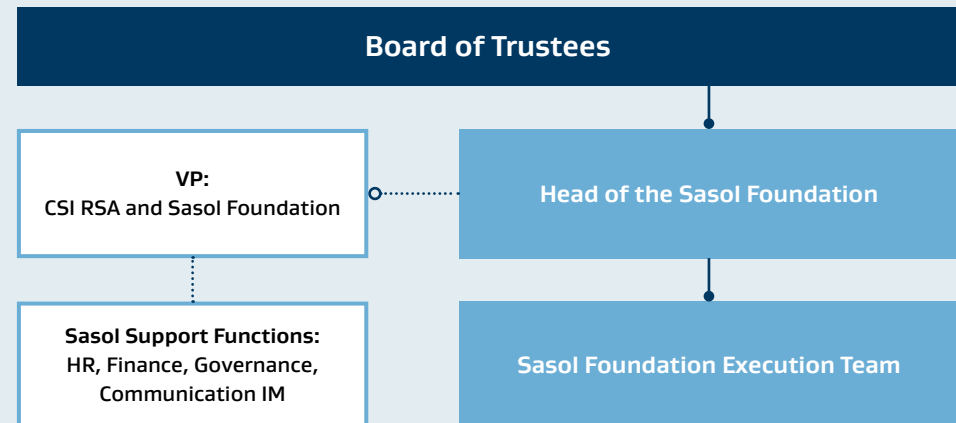 Board of Trustees
VP:
CSI RSA and Sasol Foundation
Head of the Sasol Foundation
Sasol Support Functions:
HR, Finance, Governance,
Communication IM
Sasol Foundation Execution Team